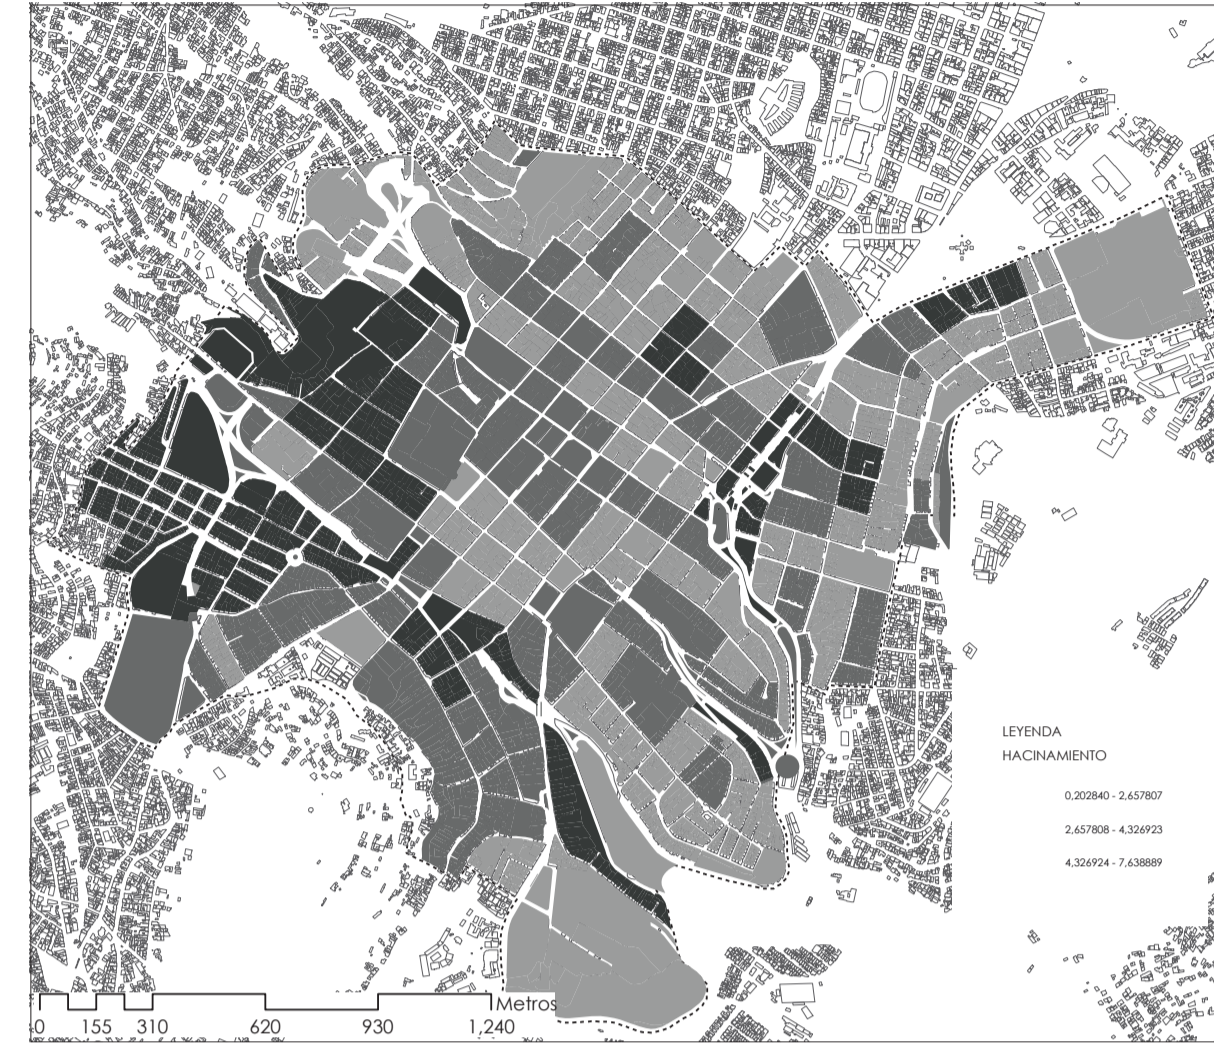 LEYENDA
HACINAMIENTO
0,202840 - 2,657807
2,657808 - 4,326923
4,326924 - 7,638889
Metros
0 155 310 620 930 1,240